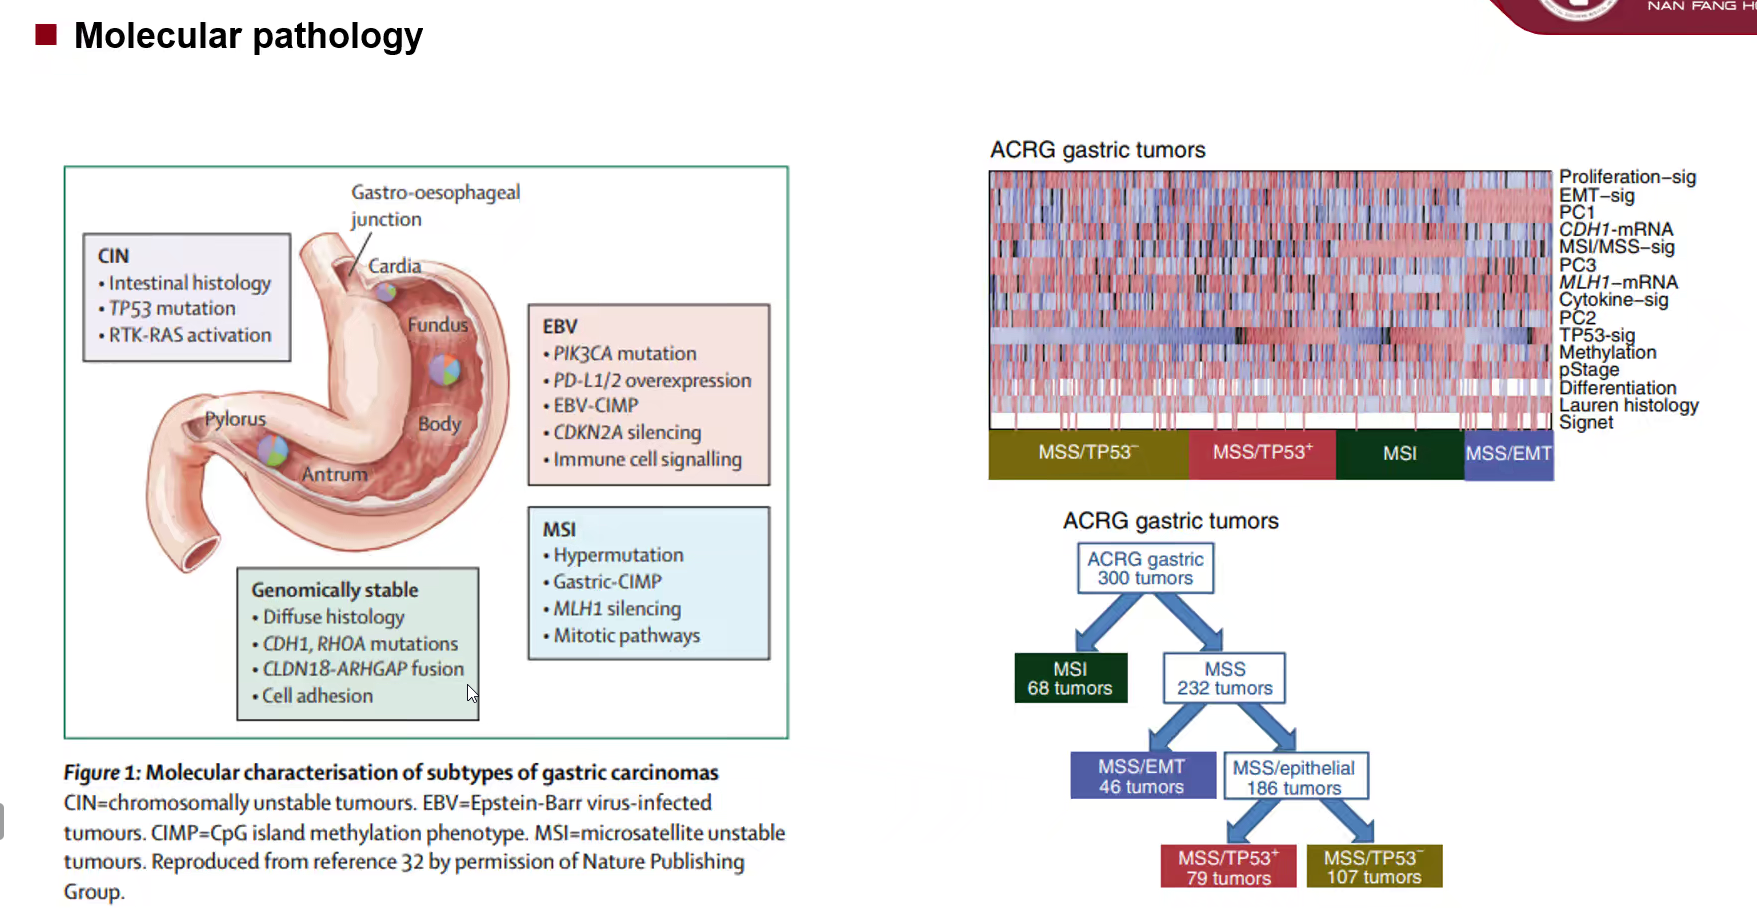 Molecular pathology
NAN FANG
Gastro-oesophageal
junction
Cardia
Fundus
Body
Pylorus
Antrum
CIN
• Intestinal histology
• TP53 mutation
• RTK-RAS activation
EBV
• PIK3CA mutation
• PD-L1/2 overexpression
• EBV-CIMP
• CDKN2A silencing
• Immune cell signalling
MSI
• Hypermutation
• Gastric-CIMP
• MLH1 silencing
• Mitotic pathways
Genomically stable
• Diffuse histology
• CDH1, RHOA mutations
• CLDN18-ARHGAP fusion
• Cell adhesion
Figure 1: Molecular characterisation of subtypes of gastric carcinomas
CIN=chromosomally unstable tumours. EBV=Epstein-Barr virus-infected
tumours. CIMP=CpG island methylation phenotype. MSI=microsatellite unstable
tumours. Reproduced from reference 32 by permission of Nature Publishing
Group.
ACRG gastric tumors
Proliferation–sig
EMT–sig
PC1
CDH1-mRNA
MSI/MSS–sig
PC3
MLH1–mRNA
Cytokine–sig
PC2
TP53-sig
Methylation
pStage
Differentiation
Lauren histology
Signet
MSS/TP53⁻ MSS/TP53⁺ MSI MSS/EMT
ACRG gastric tumors
ACRG gastric
300 tumors
MSI
68 tumors
MSS
232 tumors
MSS/EMT
46 tumors
MSS/epithelial
186 tumors
MSS/TP53⁺
79 tumors
MSS/TP53⁻
107 tumors